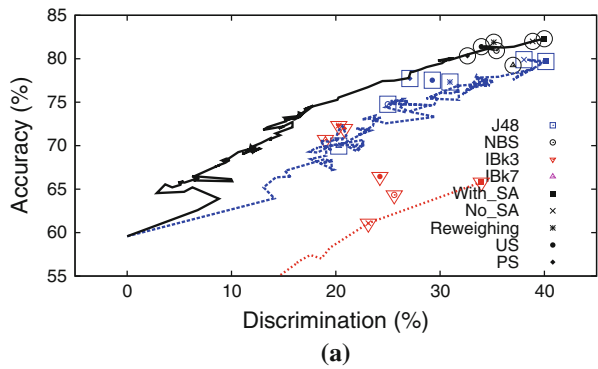 85
80
75
70
65
60
55
Accuracy (%)
J48
NBS
IBk3
IBk7
With_SA
No_SA
Reweighing
US
PS
0 10 20 30 40
Discrimination (%)
(a)